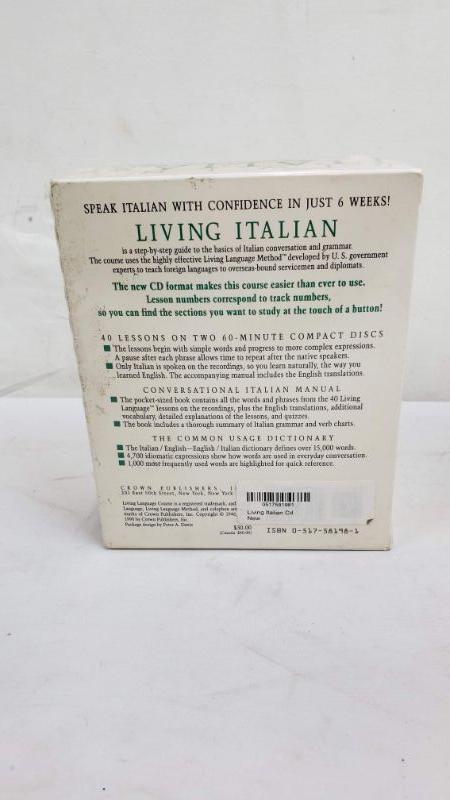 SPEAK ITALIAN WITH CONFIDENCE IN JUST 6 WEEKS!
LIVING ITALIAN
is a step-by-step guide to the basics of Italian conversation and grammar.
The course uses the highly effective Living Language Method™ developed by U. S. government
experts to teach foreign languages to overseas-bound servicemen and diplomats.
The new CD format makes this course easier than ever to use.
Lesson numbers correspond to track numbers,
so you can find the sections you want to study at the touch of a button!
40 LESSONS ON TWO 60-MINUTE COMPACT DISCS
■ The lessons begin with simple words and progress to more complex expressions.
A pause after each phrase allows time to repeat after the native speakers.
■ Only Italian is spoken on the recordings, so you learn naturally, the way you
learned English. The accompanying manual includes the English translations.
CONVERSATIONAL ITALIAN MANUAL
■ The pocket-sized book contains all the words and phrases from the 40 Living
Language™ lessons on the recordings, plus the English translations, additional
vocabulary, detailed explanations of the lessons, and quizzes.
■ The book includes a thorough summary of Italian grammar and verb charts.
THE COMMON USAGE DICTIONARY
■ The Italian/English–English/Italian dictionary defines over 15,000 words.
■ 4,700 idiomatic expressions show how words are used in everyday conversation.
■ 1,000 most frequently used words are highlighted for quick reference.
CROWN PUBLISHERS, I
201 East 50th Street, New York, New York
Living Language Course is a registered trademark, and
Language, Living Language Method, and colophon are
marks of Crown Publishers, Inc. Copyright ©
by Crown Publishers, Inc.
Package design by Peter A. Davis
0517581981
Living Italian Cd
New
$30.00
ISBN 0-517-58198-1